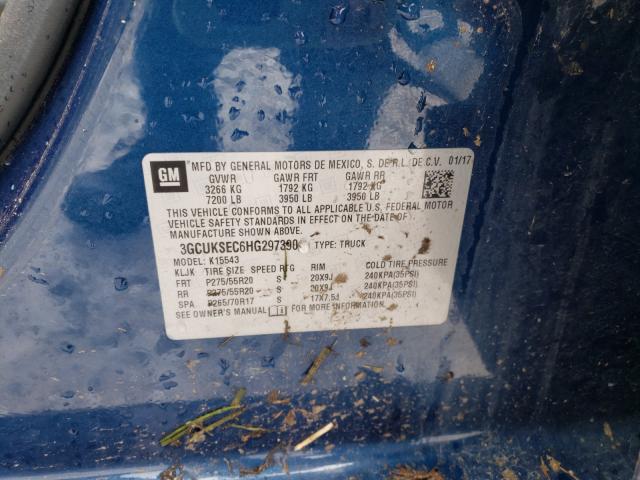 GM
MFD BY GENERAL MOTORS DE MEXICO, S. DE R.L. DE C.V. 01/17
GVWR GAWR FRT GAWR RR
3266 KG 1792 KG 1792 KG
7200 LB 3950 LB 3950 LB
THIS VEHICLE CONFORMS TO ALL APPLICABLE U.S. FEDERAL MOTOR
VEHICLE SAFETY STANDARDS IN EFFECT ON THE DATE OF
MANUFACTURE SHOWN ABOVE.
3GCUKSEC6HG297390 TYPE: TRUCK
MODEL: K15543
KLJK TIRE SIZE SPEED RTG RIM COLD TIRE PRESSURE
FRT P275/55R20 S 20X9J 240KPA(35PSI)
RR P275/55R20 S 20X9J 240KPA(35PSI)
SPA P265/70R17 S 17X7.5J 240KPA(35PSI)
SEE OWNER'S MANUAL FOR MORE INFORMATION.